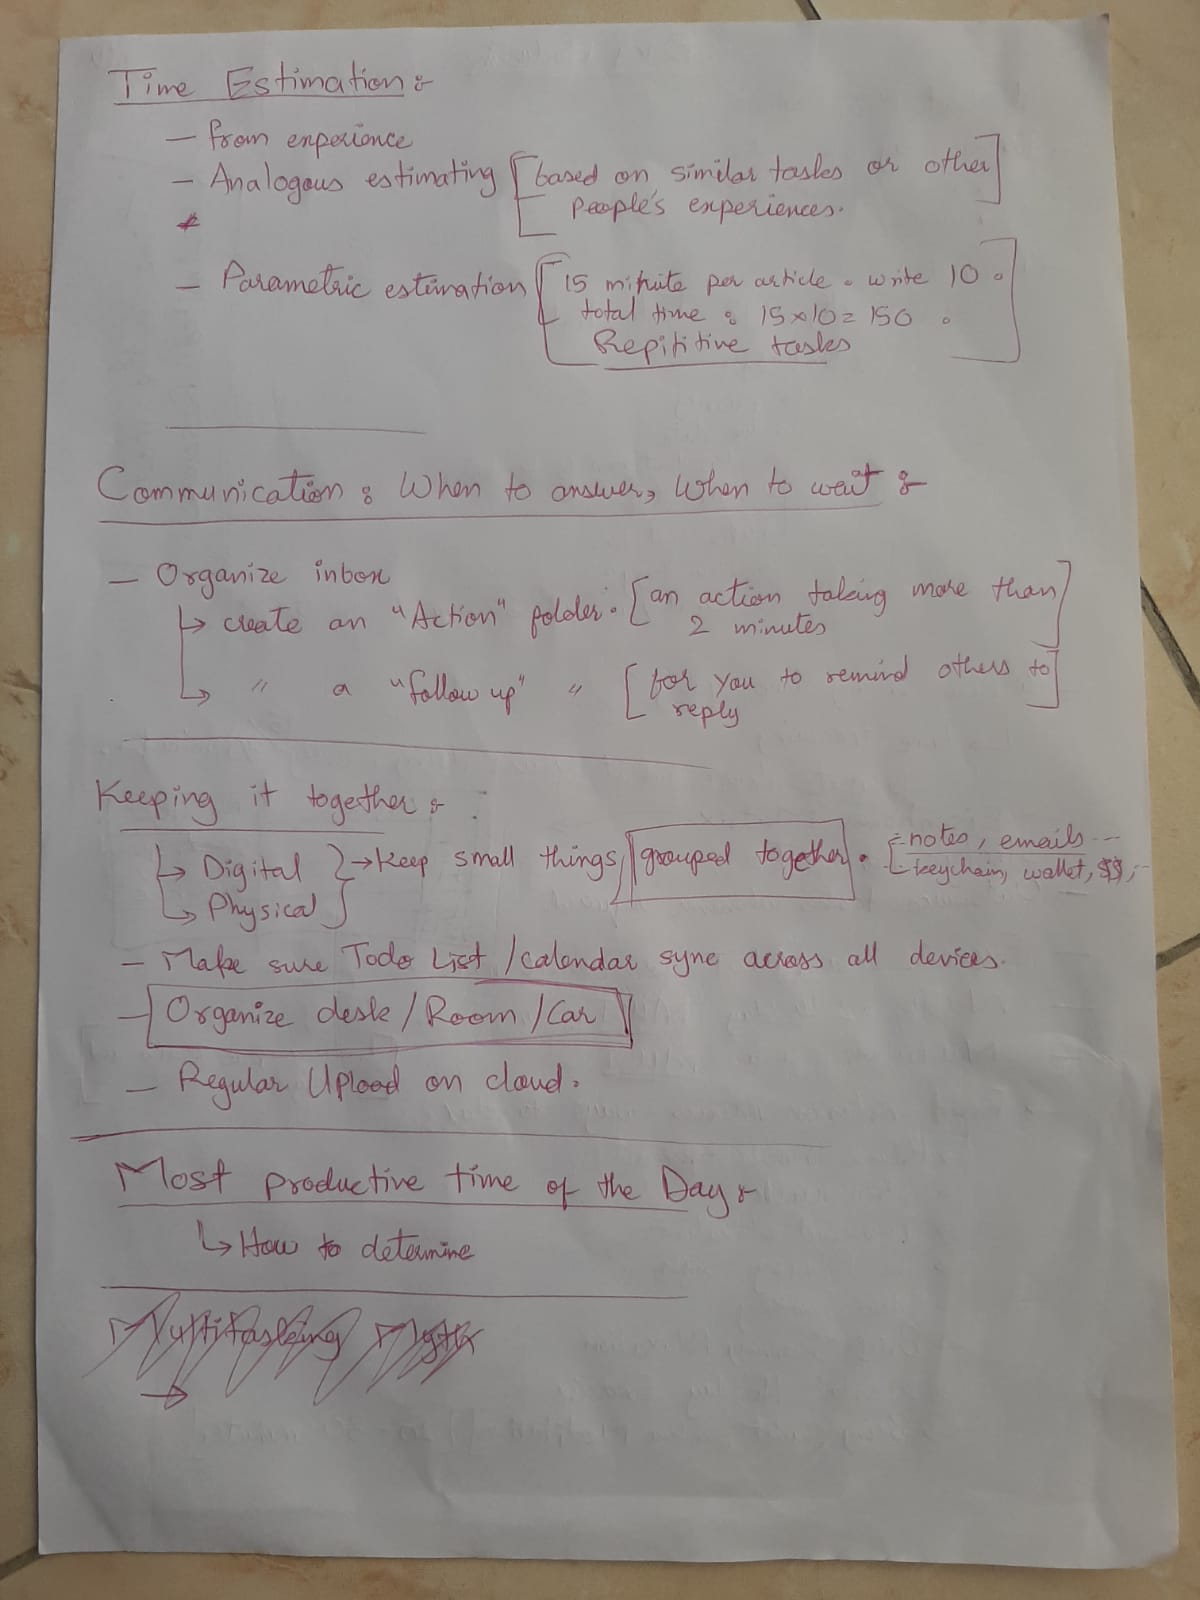 Time Estimation :-
— from experience
— Analogous estimating [based on similar tasks or other
people's experiences.]
— Parametric estimation [15 minute per article. write 10.
total time : 15x10 = 150.
Repititive tasks]
Communication : When to answer, When to wait :-
— Organize inbox
↳ create an "Action" folder. [an action taking more than
2 minutes]
↳ " a "follow up" " [for you to remind others to
reply]
Keeping it together :-
↳ Digital } → Keep small things, grouped together. - notes, emails --
↳ Physical - keychain, wallet, $$, --
— Make sure Todo List / calendar sync across all devices.
— Organize desk / Room / Car
— Regular Upload on cloud.
Most productive time of the Day :-
↳ How to determine
Multitasking Myth
→